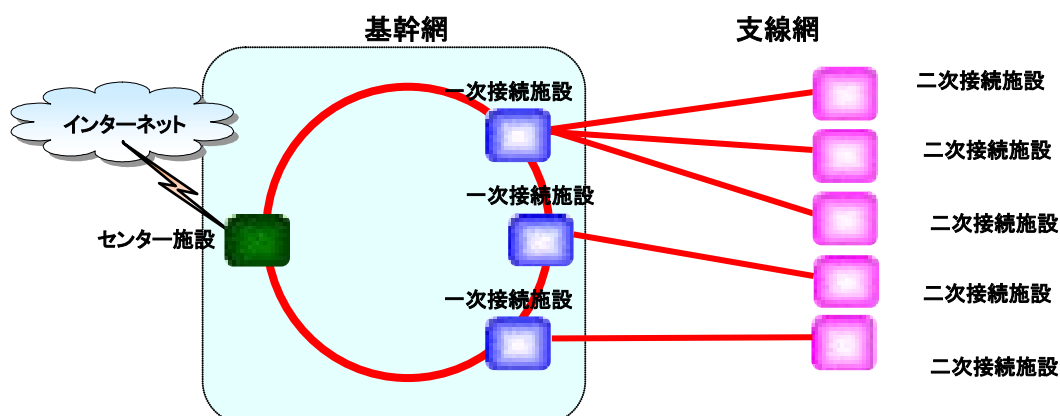 基幹網
支線網
一次接続施設
二次接続施設
インターネット
二次接続施設
一次接続施設
二次接続施設
センター施設
一次接続施設
二次接続施設
二次接続施設